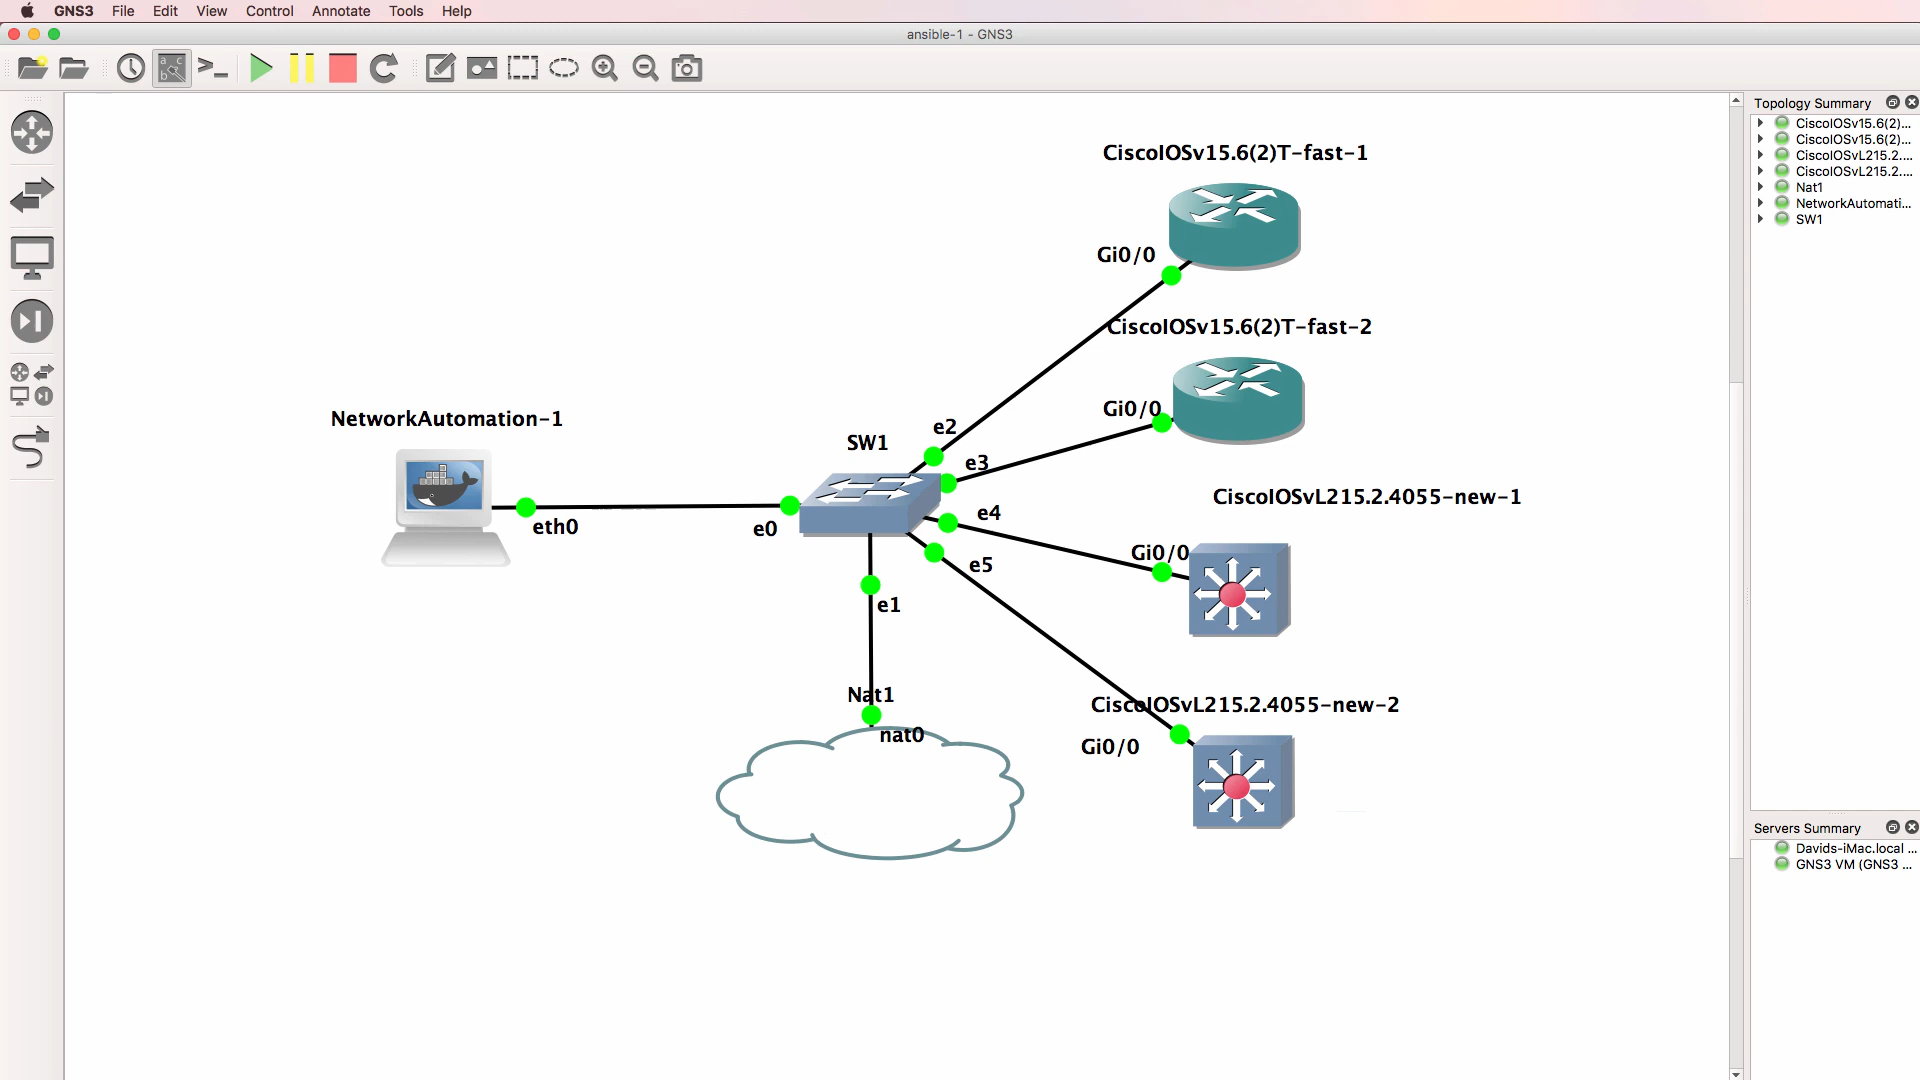 GNS3 File Edit View Control Annotate Tools Help
ansible-1 - GNS3
Topology Summary
CiscoIOSv15.6(2)...
CiscoIOSv15.6(2)...
CiscoIOSvL215.2....
CiscoIOSvL215.2....
Nat1
NetworkAutomati...
SW1
CiscoIOSv15.6(2)T-fast-1
Gi0/0
CiscoIOSv15.6(2)T-fast-2
Gi0/0
NetworkAutomation-1
eth0
SW1
e0
e2
e3
e4
e5
e1
CiscoIOSvL215.2.4055-new-1
Gi0/0
Nat1
nat0
CiscoIOSvL215.2.4055-new-2
Gi0/0
Servers Summary
Davids-iMac.local ...
GNS3 VM (GNS3 ...